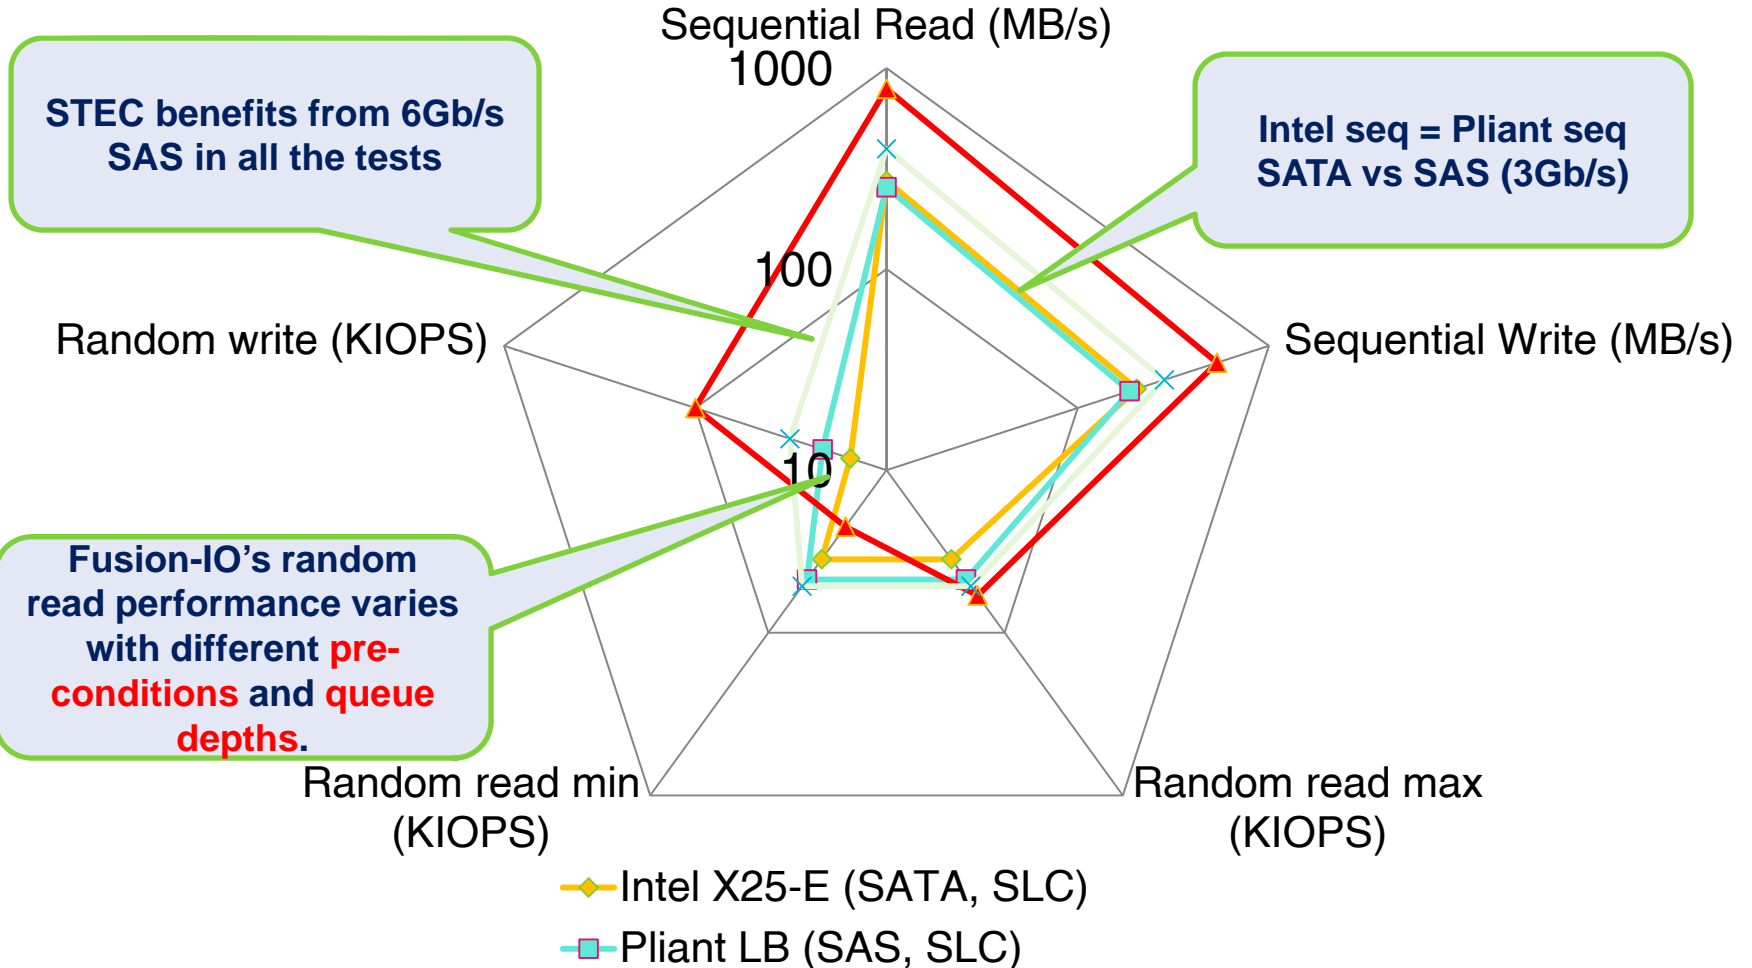 Sequential Read (MB/s)
1000
STEC benefits from 6Gb/s
SAS in all the tests
Intel seq = Pliant seq
SATA vs SAS (3Gb/s)
100
Random write (KIOPS)
Sequential Write (MB/s)
10
Fusion-IO’s random
read performance varies
with different pre-
conditions and queue
depths.
Random read min
(KIOPS)
Random read max
(KIOPS)
Intel X25-E (SATA, SLC)
Pliant LB (SAS, SLC)